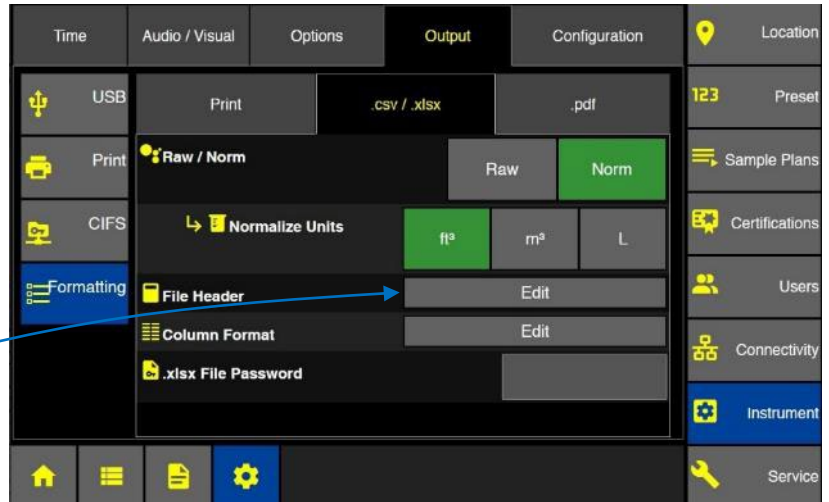 Time Audio / Visual Options Output Configuration
Location
USB
Print .csv / .xlsx .pdf
123 Preset
Print
Raw / Norm Raw Norm
Sample Plans
CIFS
Normalize Units ft³ m³ L
Certifications
Formatting
File Header Edit
Users
Column Format Edit
Connectivity
.xlsx File Password
Instrument
Service